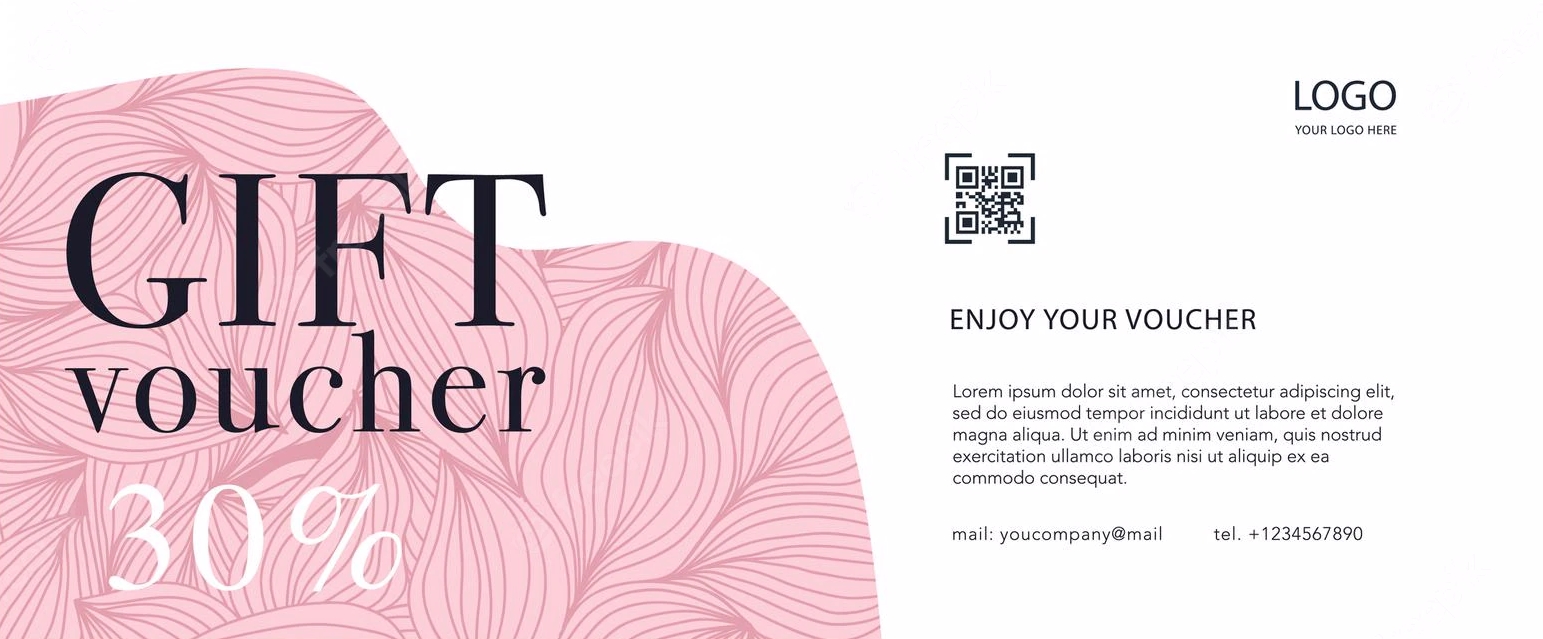 GIFT
voucher
30%
LOGO
YOUR LOGO HERE
ENJOY YOUR VOUCHER
Lorem ipsum dolor sit amet, consectetur adipiscing elit,
sed do eiusmod tempor incididunt ut labore et dolore
magna aliqua. Ut enim ad minim veniam, quis nostrud
exercitation ullamco laboris nisi ut aliquip ex ea
commodo consequat.
mail: youcompany@mail tel. +1234567890